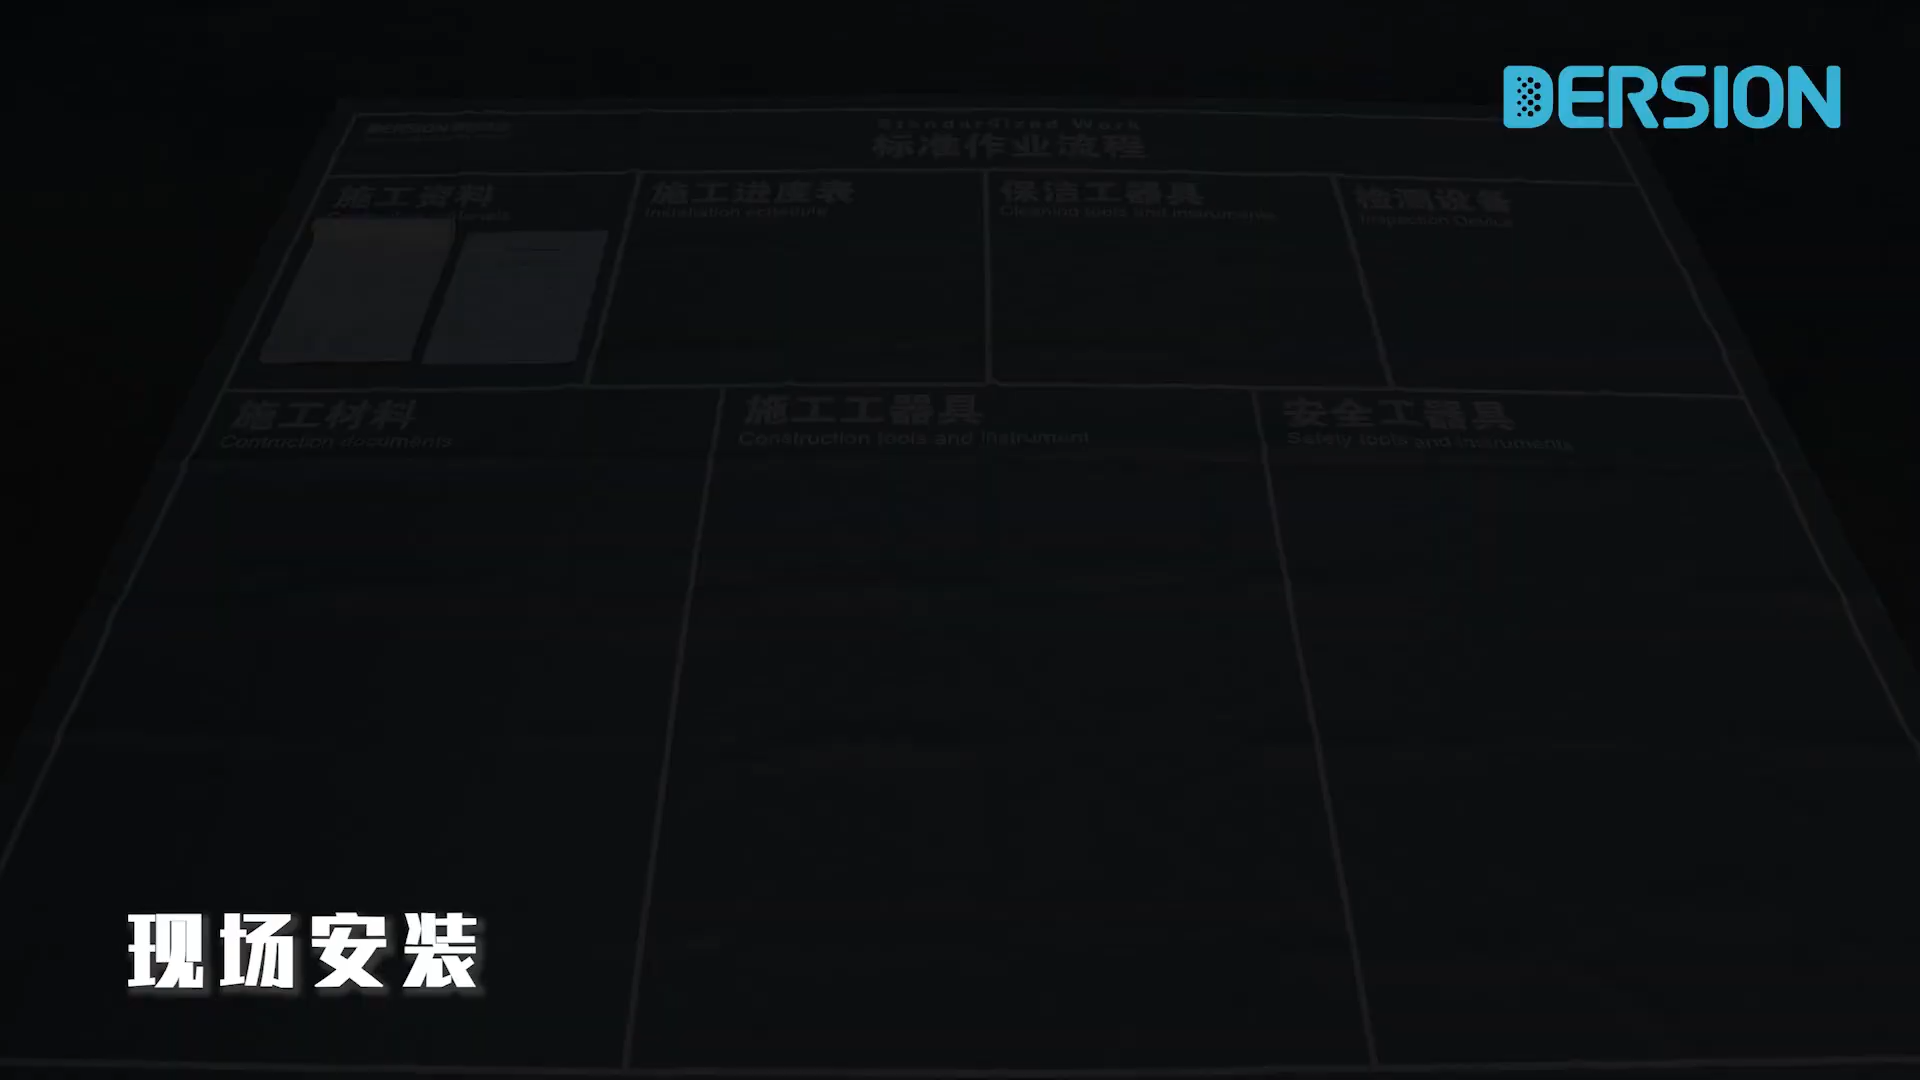 DERSION
Standardized Work
标准作业流程
施工资料
施工进度表
Installation schedule
保洁工器具
Cleaning tools and instruments
检测设备
Inspection Device
施工材料
Contruction documents
施工工器具
Construction tools and instrument
安全工器具
Safety tools and instruments
现场安装